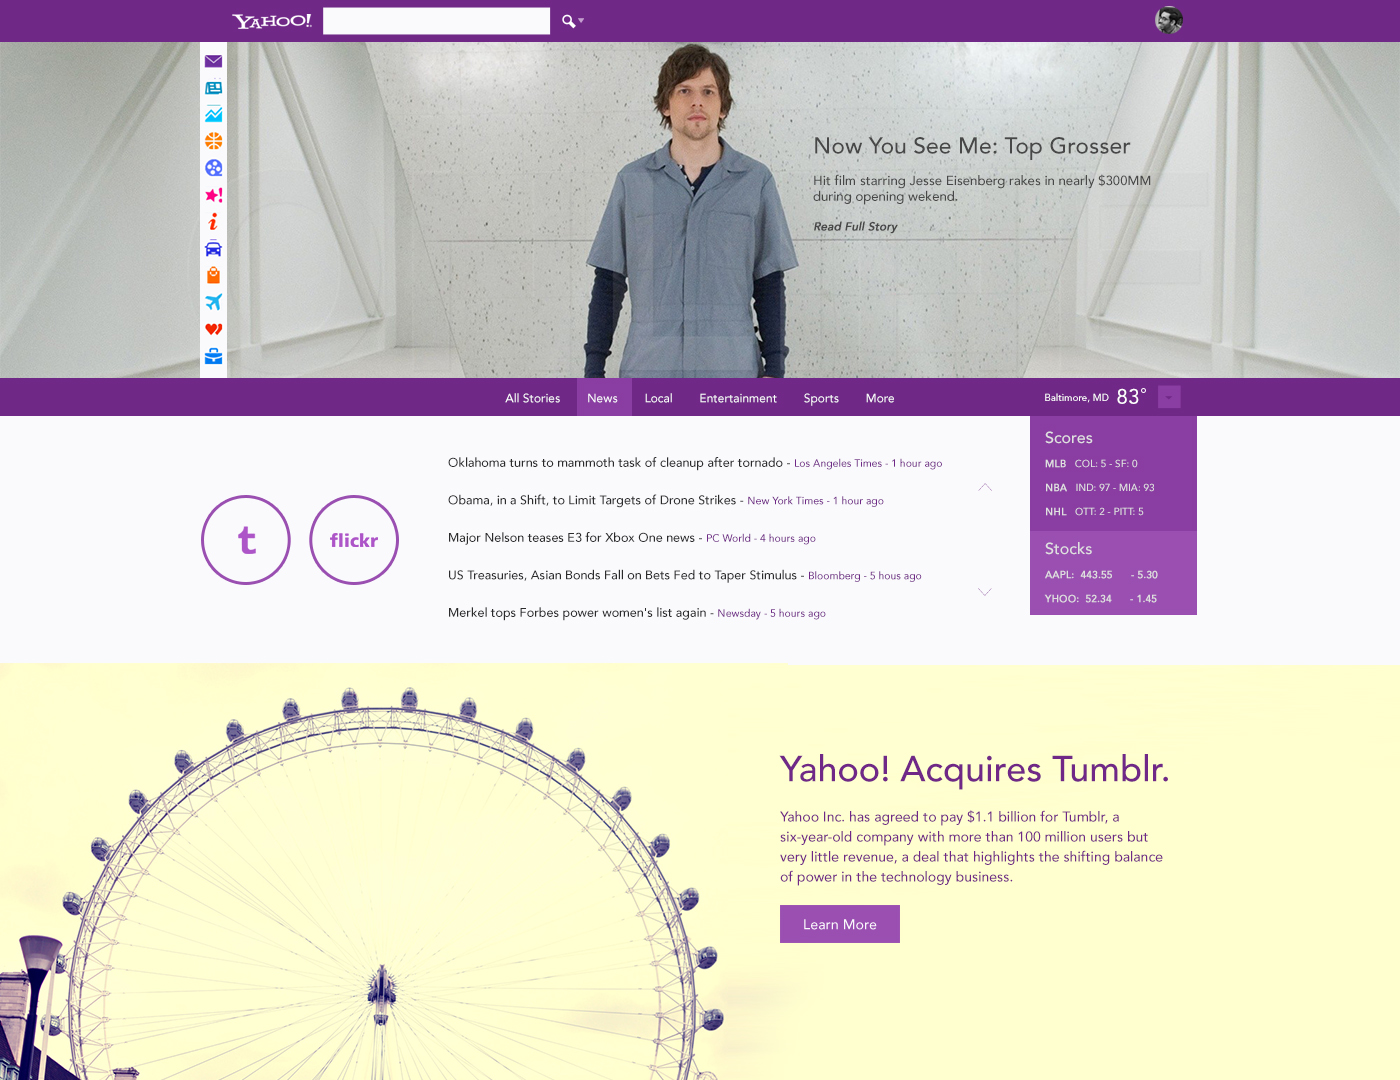 YAHOO!
Now You See Me: Top Grosser
Hit film starring Jesse Eisenberg rakes in nearly $300MM
during opening wekend.
Read Full Story
All Stories
News
Local
Entertainment
Sports
More
Baltimore, MD 83°
Oklahoma turns to mammoth task of cleanup after tornado - Los Angeles Times - 1 hour ago
Obama, in a Shift, to Limit Targets of Drone Strikes - New York Times - 1 hour ago
Major Nelson teases E3 for Xbox One news - PC World - 4 hours ago
US Treasuries, Asian Bonds Fall on Bets Fed to Taper Stimulus - Bloomberg - 5 hous ago
Merkel tops Forbes power women's list again - Newsday - 5 hours ago
t
flickr
Scores
MLB COL: 5 - SF: 0
NBA IND: 97 - MIA: 93
NHL OTT: 2 - PITT: 5
Stocks
AAPL: 443.55 - 5.30
YHOO: 52.34 - 1.45
Yahoo! Acquires Tumblr.
Yahoo Inc. has agreed to pay $1.1 billion for Tumblr, a
six-year-old company with more than 100 million users but
very little revenue, a deal that highlights the shifting balance
of power in the technology business.
Learn More